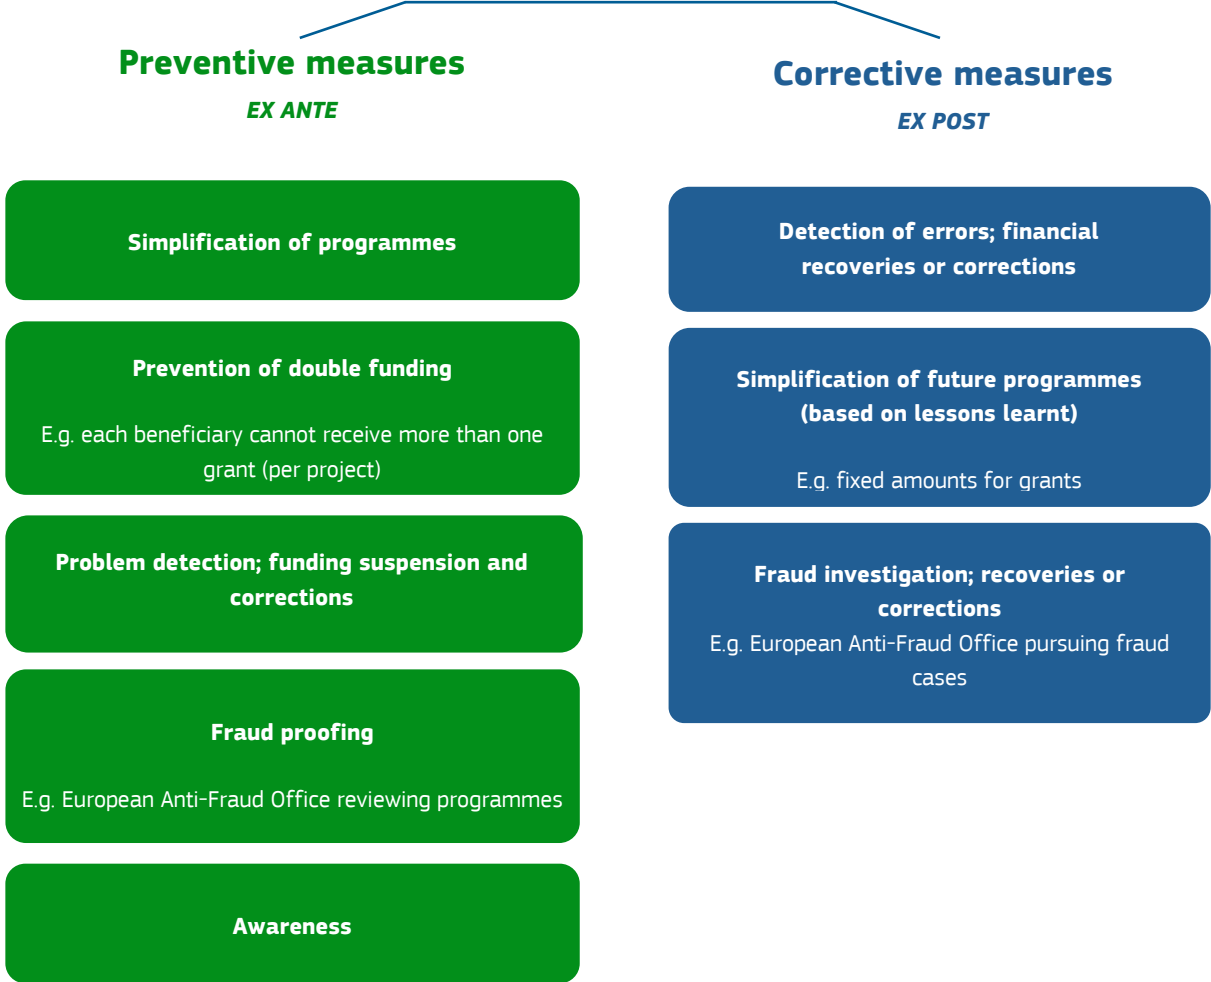 Preventive measures
EX ANTE
Simplification of programmes
Prevention of double funding
E.g. each beneficiary cannot receive more than one
grant (per project)
Problem detection; funding suspension and
corrections
Fraud proofing
E.g. European Anti-Fraud Office reviewing programmes
Awareness
Corrective measures
EX POST
Detection of errors; financial
recoveries or corrections
Simplification of future programmes
(based on lessons learnt)
E.g. fixed amounts for grants
Fraud investigation; recoveries or
corrections
E.g. European Anti-Fraud Office pursuing fraud
cases